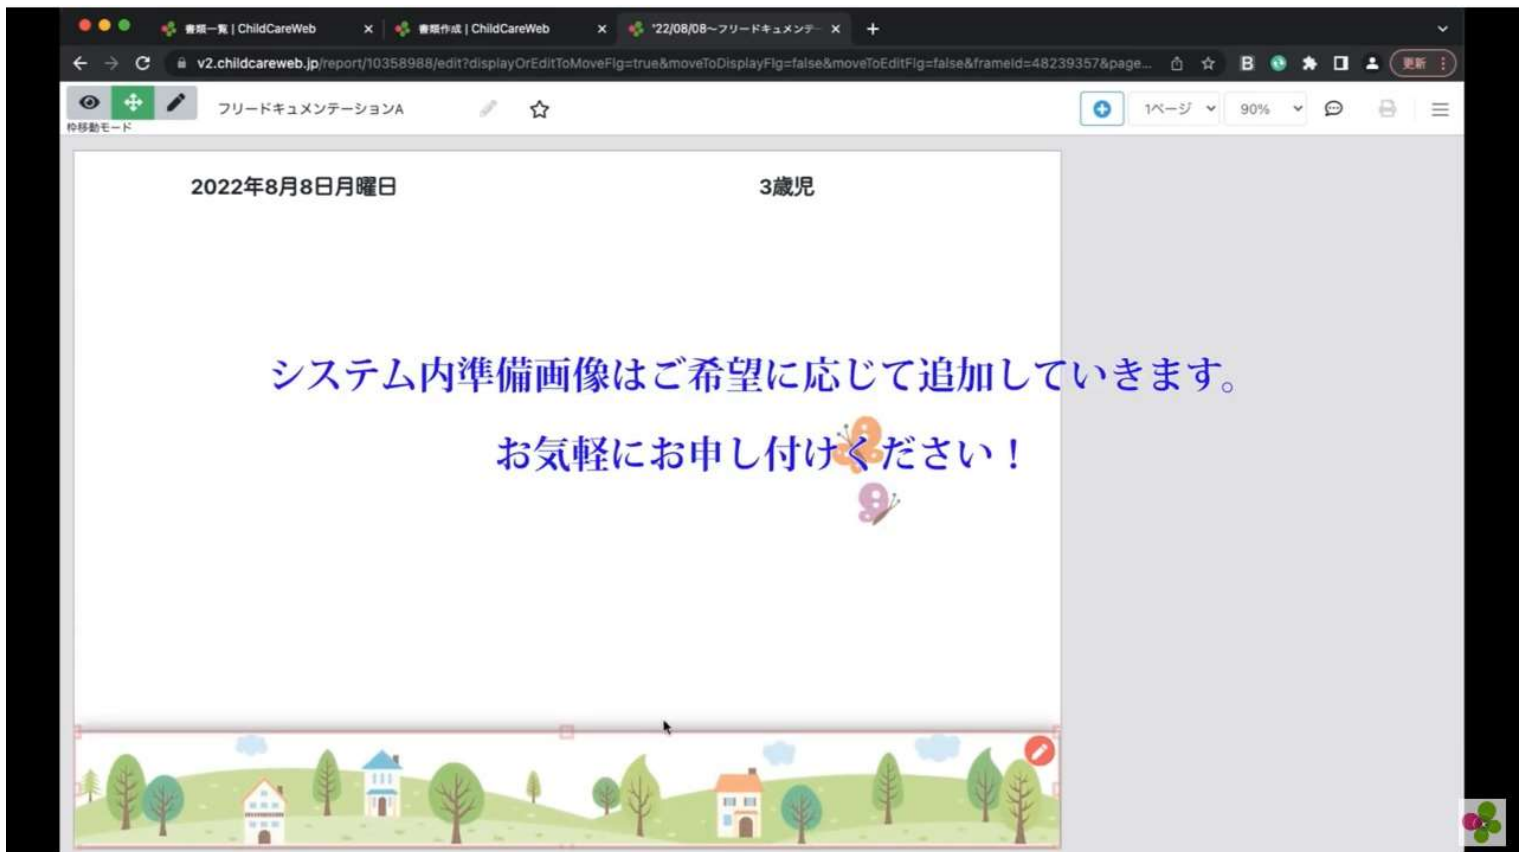 書類一覧 | ChildCareWeb
書類作成 | ChildCareWeb
'22/08/08～フリードキュメンテー
v2.childcareweb.jp/report/10358988/edit?displayOrEditToMoveFlg=true&moveToDisplayFlg=false&moveToEditFlg=false&frameId=48239357&page...
B
更新
フリードキュメンテーションA
1ページ
90%
枠移動モード
2022年8月8日月曜日
3歳児
システム内準備画像はご希望に応じて追加していきます。
お気軽にお申し付けください！